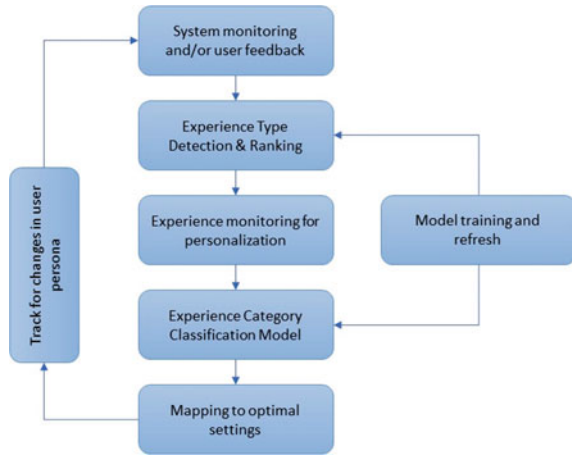 System monitoring
and/or user feedback
Experience Type
Detection & Ranking
Experience monitoring for
personalization
Experience Category
Classification Model
Mapping to optimal
settings
Track for changes in user
persona
Model training and
refresh